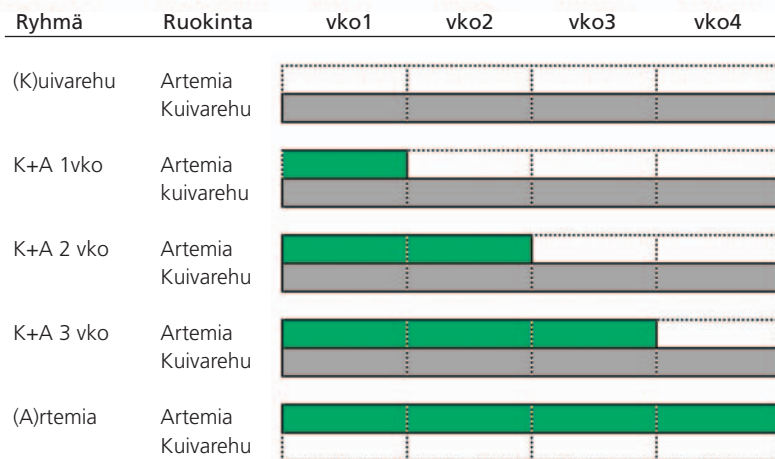 Ryhmä Ruokinta vko1 vko2 vko3 vko4
(K)uivarehu Artemia
Kuivarehu
K+A 1vko Artemia
kuivarehu
K+A 2 vko Artemia
Kuivarehu
K+A 3 vko Artemia
Kuivarehu
(A)rtemia Artemia
Kuivarehu